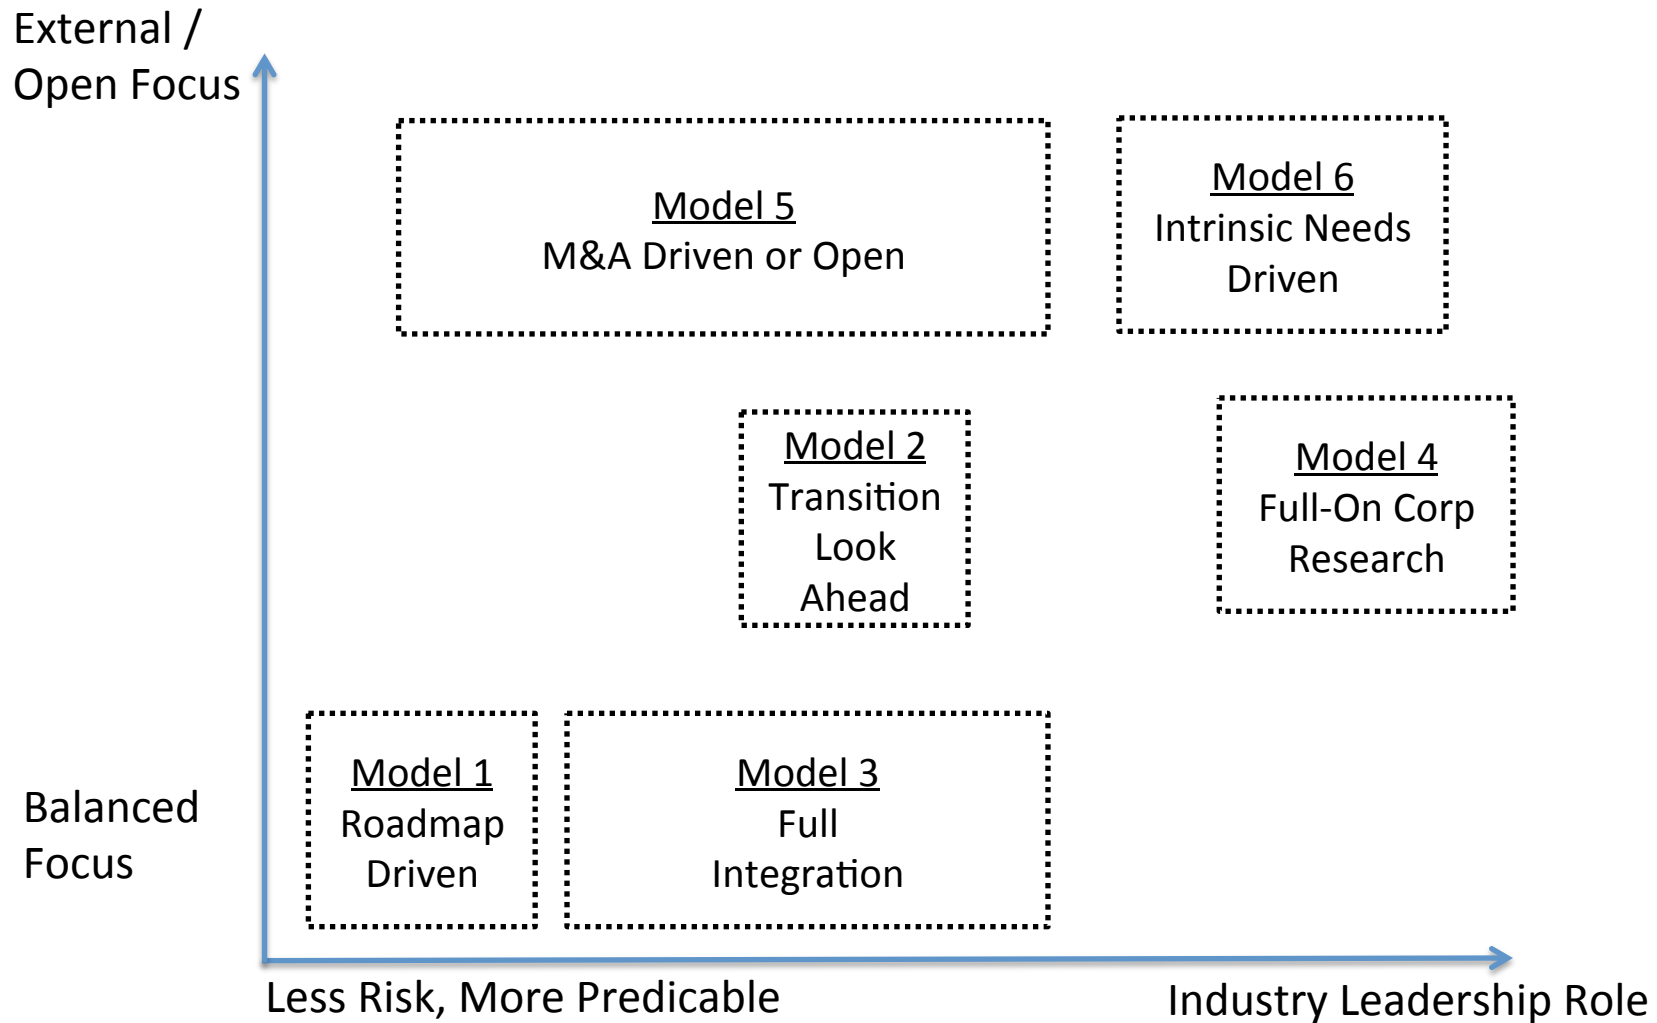 External /
Open Focus
Model 5
M&A Driven or Open
Model 6
Intrinsic Needs
Driven
Model 2
Transition
Look
Ahead
Model 4
Full-On Corp
Research
Balanced
Focus
Model 1
Roadmap
Driven
Model 3
Full
Integration
Less Risk, More Predicable
Industry Leadership Role